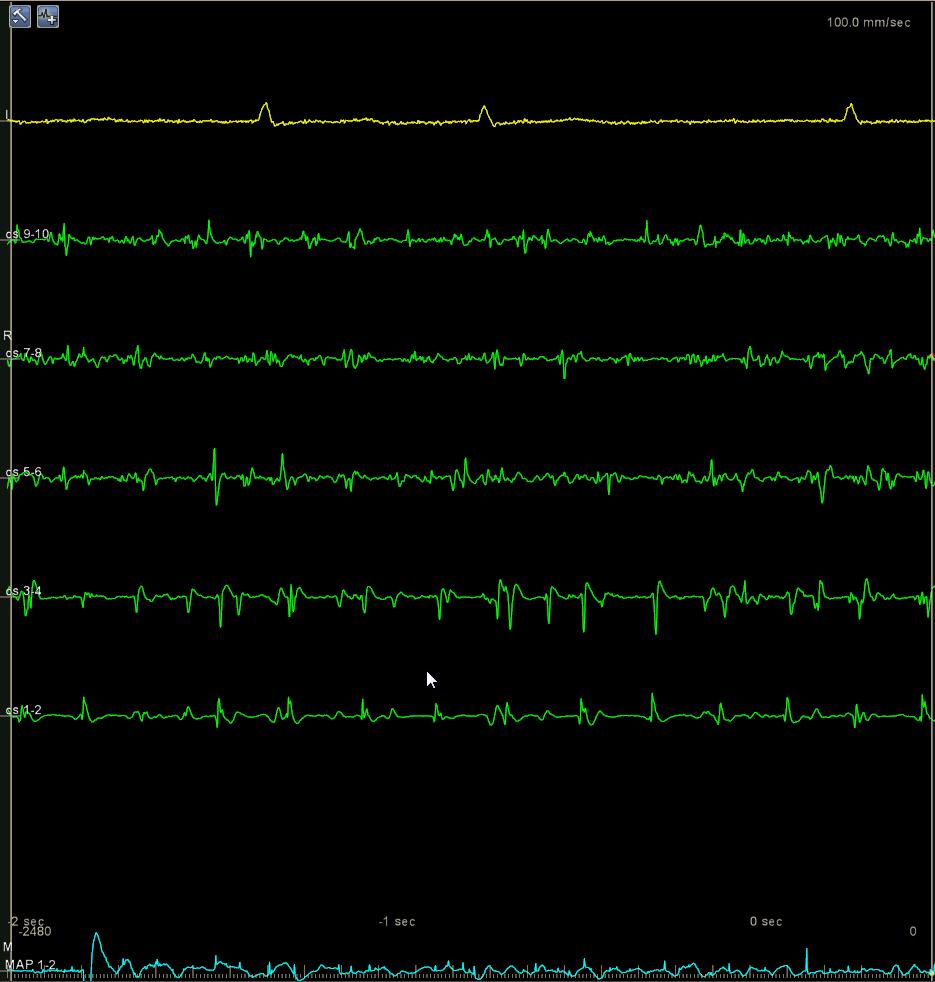 100.0 mm/sec
I
cs 9-10
R
cs 7-8
cs 5-6
cs 3-4
cs 1-2
-2 sec
-1 sec
0 sec
-2480
0
M
MAP 1-2